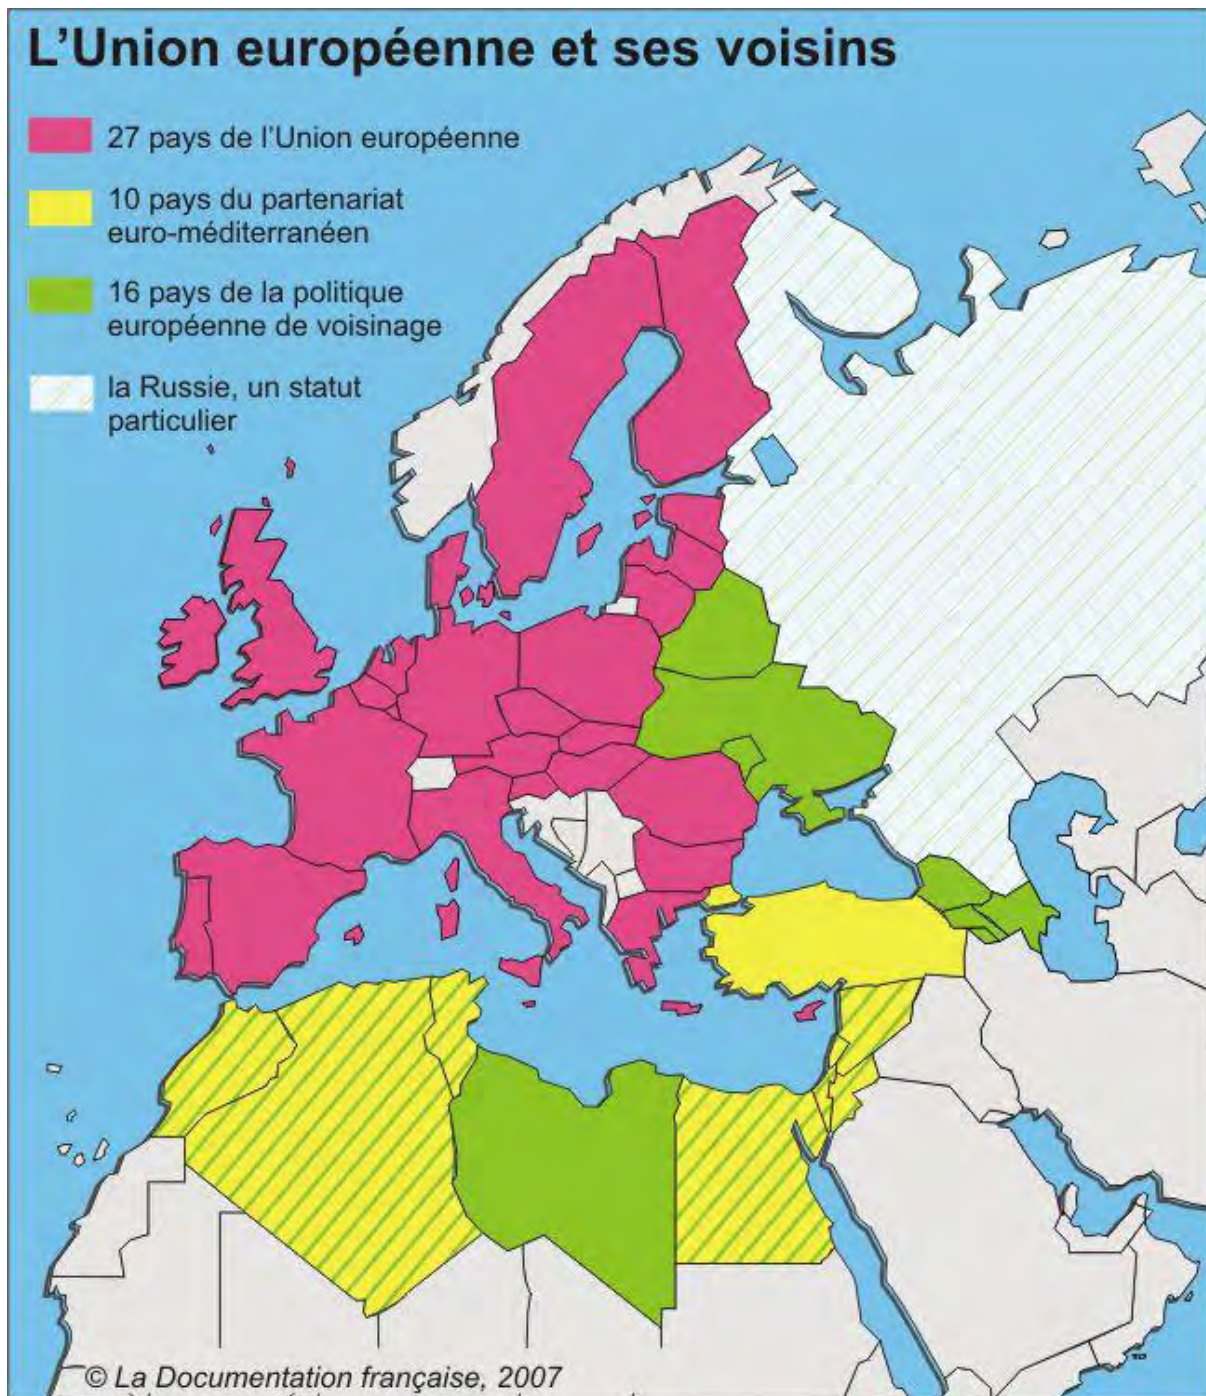 L'Union européenne et ses voisins
27 pays de l'Union européenne
10 pays du partenariat
euro-méditerranéen
16 pays de la politique
européenne de voisinage
la Russie, un statut
particulier
© La Documentation française, 2007